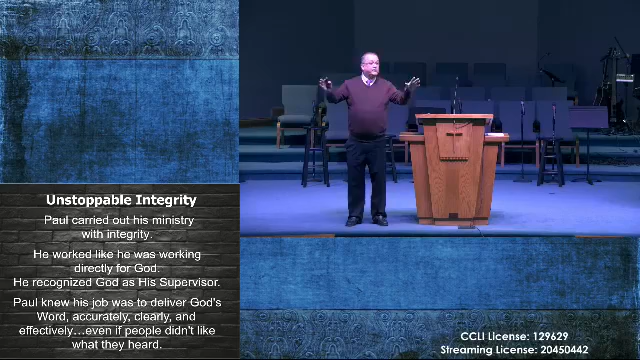 Unstoppable Integrity
Paul carried out his ministry
with integrity.
He worked like he was working
directly for God.
He recognized God as His Supervisor.
Paul knew his job was to deliver God's
Word, accurately, clearly, and
effectively…even if people didn't like
what they heard.
CCLI License: 129629
Streaming License: 20450442